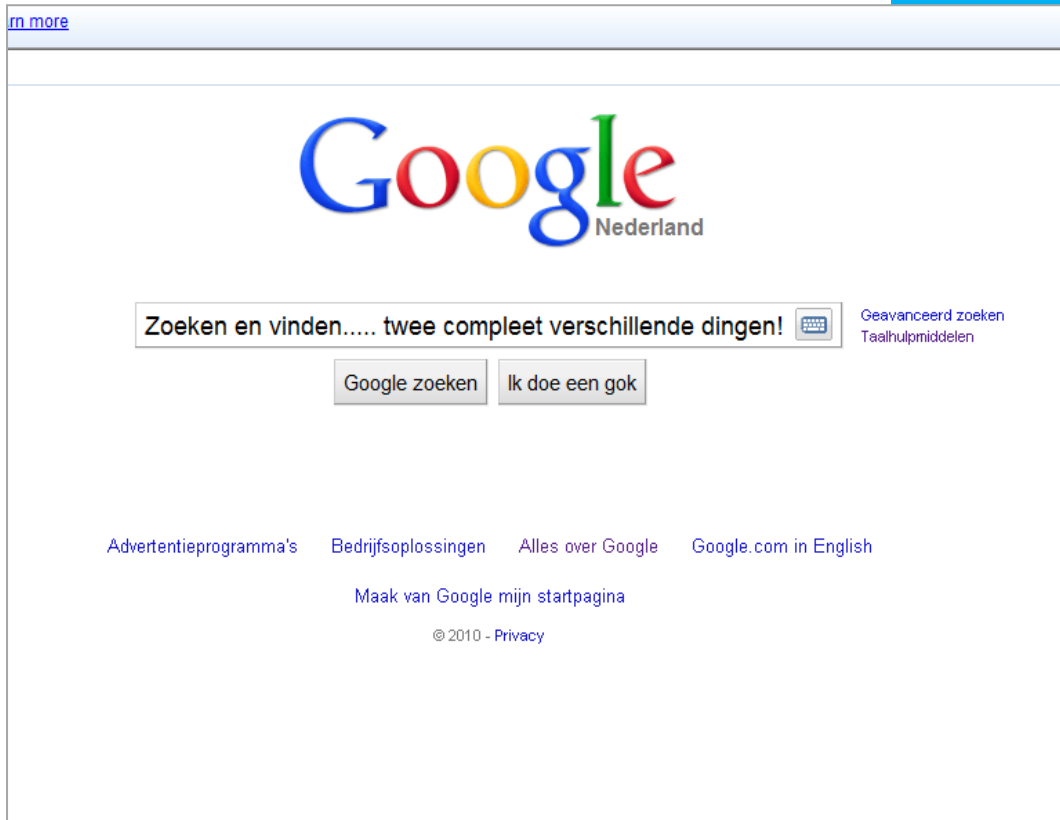 rn more
Google
Nederland
Zoeken en vinden..... twee compleet verschillende dingen!
Geavanceerd zoeken
Taalhulpmiddelen
Google zoeken Ik doe een gok
Advertentieprogramma's Bedrijfsoplossingen Alles over Google Google.com in English
Maak van Google mijn startpagina
© 2010 - Privacy